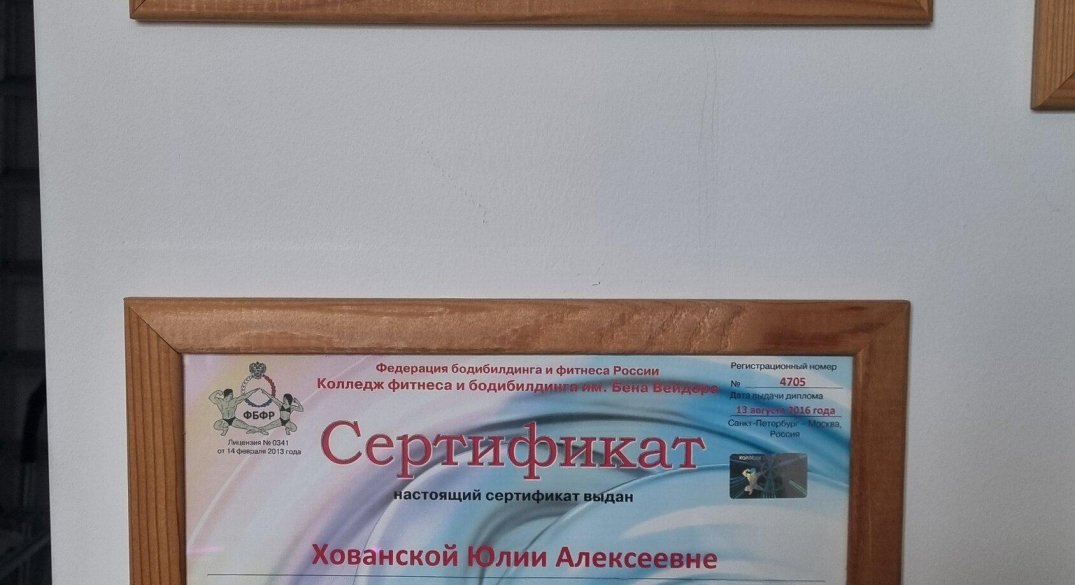 Федерация бодибилдинга и фитнеса России
Колледж фитнеса и бодибилдинга им. Бена Вейдера
Регистрационный номер
№ 4705
Дата выдачи диплома
13 августа 2016 года
Санкт-Петербург – Москва,
Россия
ФБФР
Лицензия № 0341
от 14 февраля 2013 года
Сертификат
настоящий сертификат выдан
Хованской Юлии Алексеевне